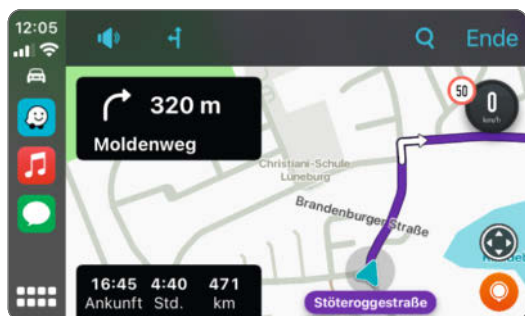 12:05
Ende
320 m
Moldenweg
50
0
km/h
Christiani-Schule
Lüneburg
Brandenburger Straße
16:45 4:40 471
Ankunft Std. km
Stöteroggestraße